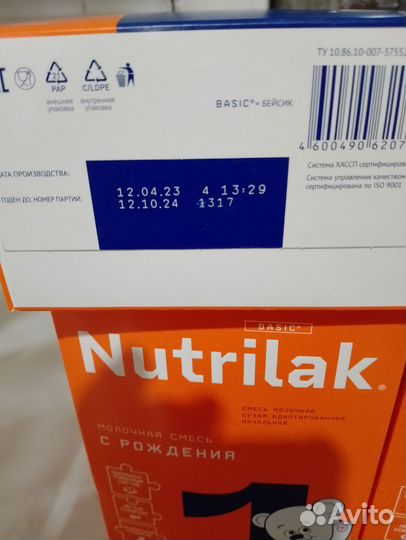 ТУ 10.86.10-007-3755
21
PAP
C/LDPE
внешняя
упаковка
внутренняя
упаковка
BASIC®= БЕЙСИК
4 600490 6207
Система ХАССП сертифициров
Система управления качеством
сертифицирована по ISO 9001
АТА ПРОИЗВОДСТВА:
12.04.23 4 13:29
ГОДЕН ДО, НОМЕР ПАРТИИ:
12.10.24 1317
BASIC®
Nutrilak®
СМЕСЬ МОЛОЧНАЯ
СУХАЯ АДАПТИРОВАННАЯ
НАЧАЛЬНАЯ
МОЛОЧНАЯ СМЕСЬ
С РОЖДЕНИЯ
1
Avito